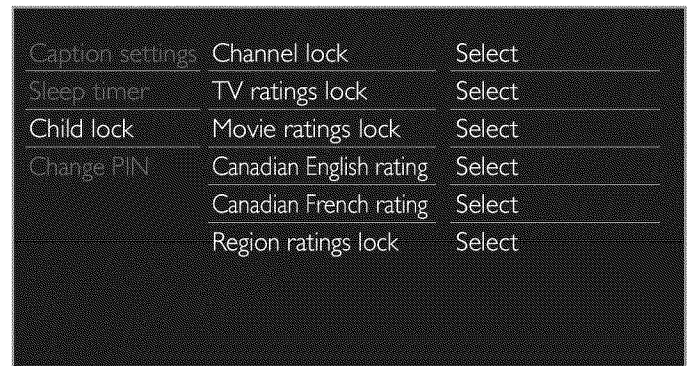 Caption settings Channel lock Select
Sleep timer TV ratings lock Select
Child lock Movie ratings lock Select
Change PIN Canadian English rating Select
Canadian French rating Select
Region ratings lock Select